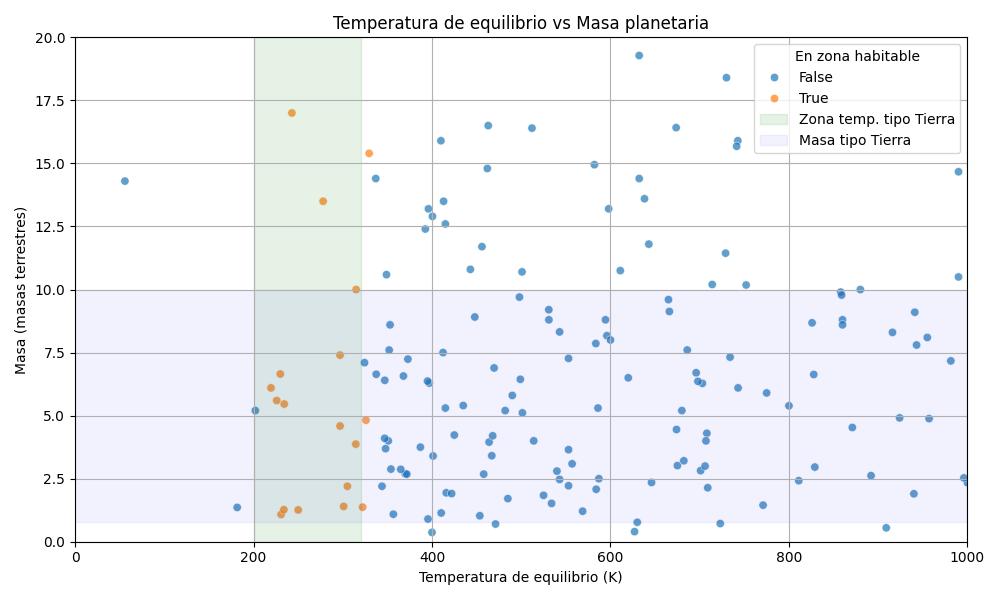 Temperatura de equilibrio vs Masa planetaria
20.0
17.5
15.0
12.5
10.0
7.5
5.0
2.5
0.0
Masa (masas terrestres)
En zona habitable
False
True
Zona temp. tipo Tierra
Masa tipo Tierra
0 200 400 600 800 1000
Temperatura de equilibrio (K)